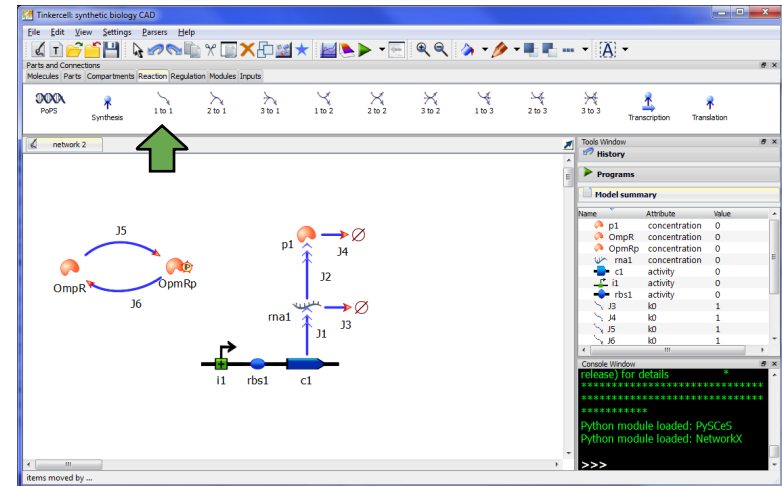 Tinkercell: synthetic biology CAD
File Edit View Settings Parsers Help
Parts and Connections
Molecules Parts Compartments Reaction Regulation Modules Inputs
PoPS Synthesis 1 to 1 2 to 1 3 to 1 1 to 2 2 to 2 3 to 2 1 to 3 2 to 3 3 to 3 Transcription Translation
network 2
Tools Window
History
Programs
Model summary
Name Attribute Value
p1 concentration 0
OmpR concentration 0
OpmRp concentration 0
rna1 concentration 0
c1 activity 0
i1 activity 0
rbs1 activity 0
J3 k0 1
J4 k0 1
J5 k0 1
J6 k0 1
J5
OmpR
P
OpmRp
J6
p1
J4
J2
rna1
J3
J1
i1 rbs1 c1
Console Window
release) for details *
******************************
******************************
***********
Python module loaded: PySCeS
Python module loaded: NetworkX
>>>
items moved by ...